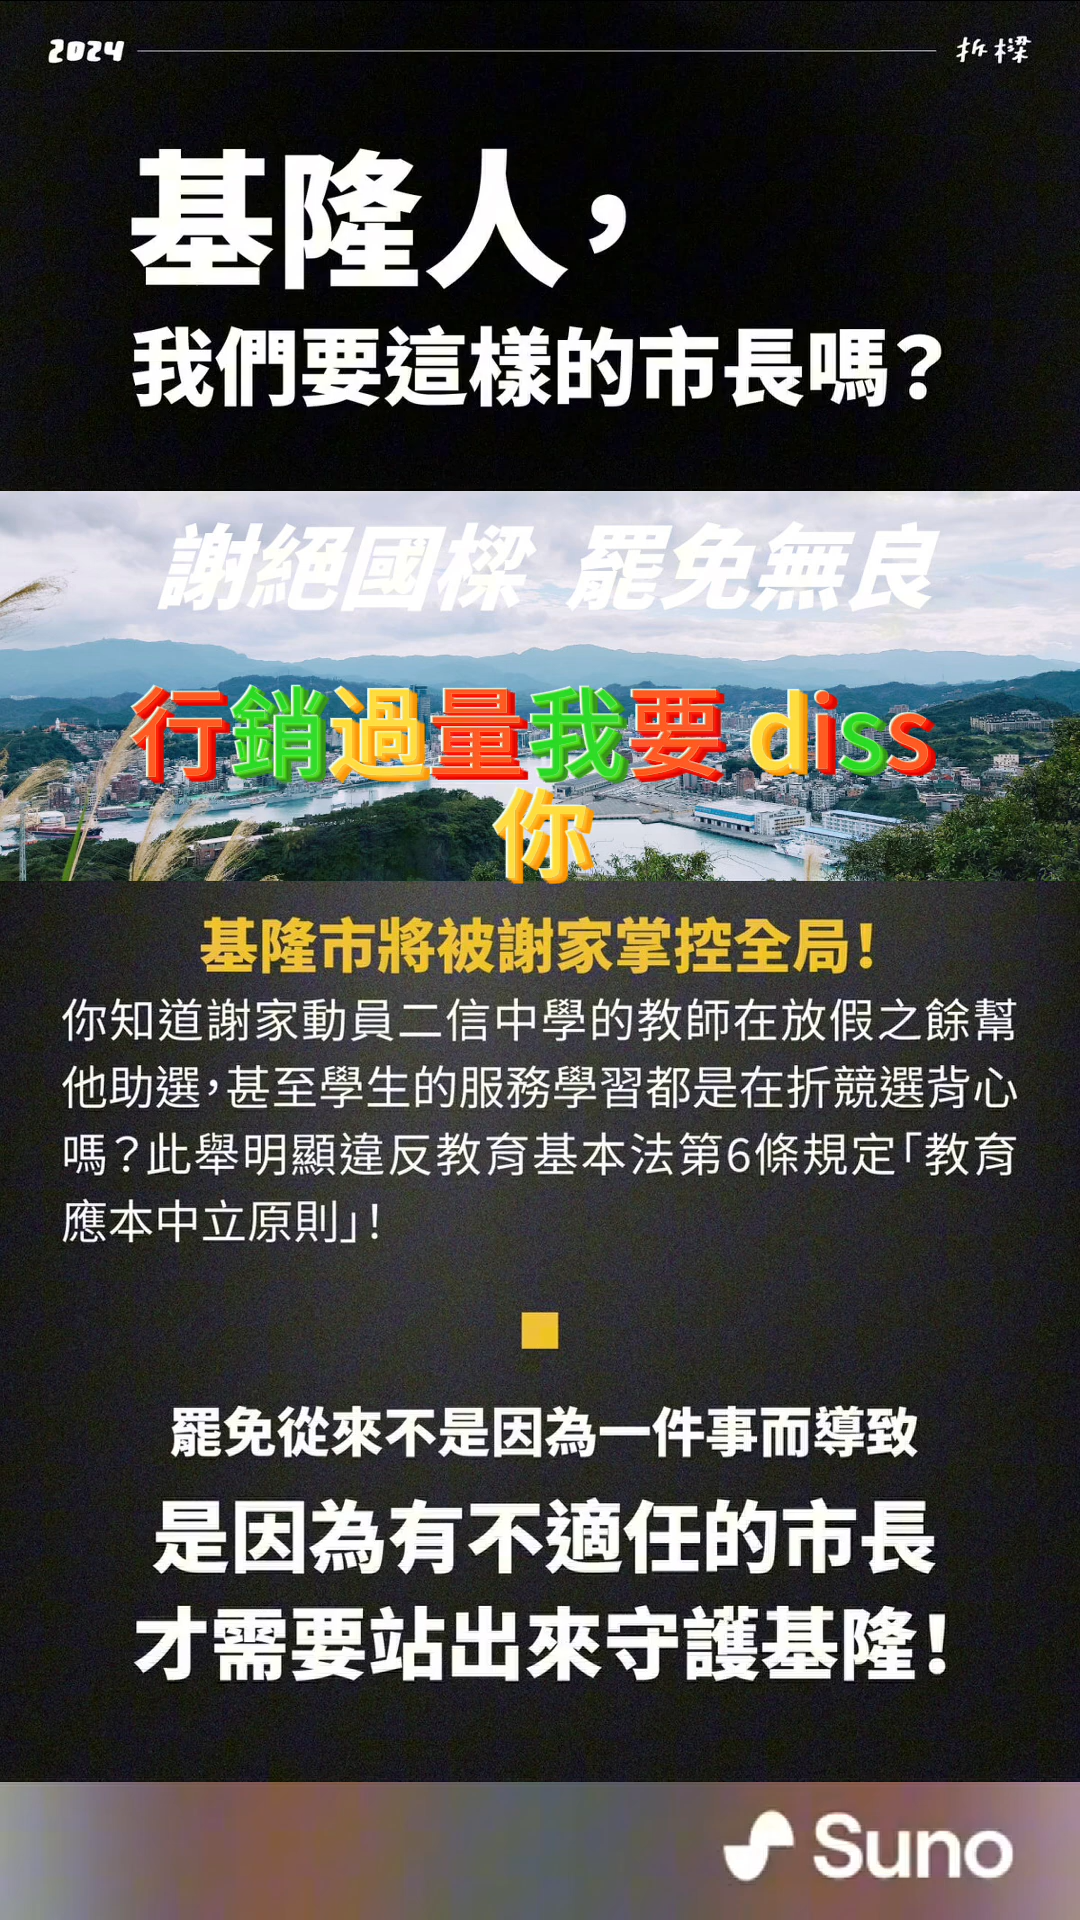 2024
拆樑
基隆人，
我們要這樣的市長嗎？
謝絕國樑 罷免無良
行銷過量我要 diss
你
基隆市將被謝家掌控全局！
你知道謝家動員二信中學的教師在放假之餘幫
他助選，甚至學生的服務學習都是在折競選背心
嗎？此舉明顯違反教育基本法第6條規定「教育
應本中立原則」！
罷免從來不是因為一件事而導致
是因為有不適任的市長
才需要站出來守護基隆！
Suno